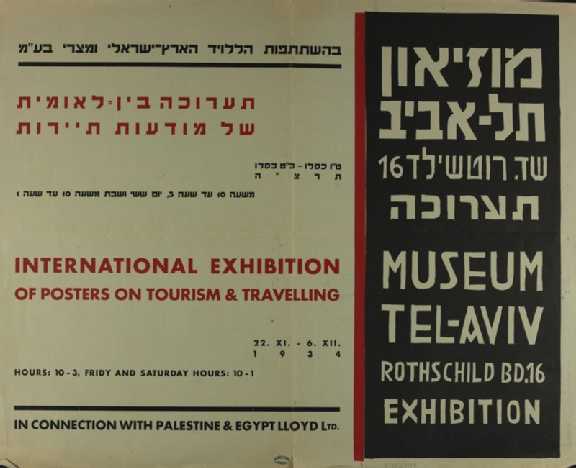 בהשתתפות הללויד הארץ־ישראלי ומצרי בע"מ
תערוכה בין-לאומית
של מודעות תיירות
ט"ו כסלו – כ"ט כסלו
תרצ"ה
משעה 10 עד שעה 3, יום ששי ושבת משעה 10 עד שעה 1
INTERNATIONAL EXHIBITION
OF POSTERS ON TOURISM & TRAVELLING
22. XI. - 6. XII.
1934
HOURS: 10-3, FRIDY AND SATURDAY HOURS: 10-1
IN CONNECTION WITH PALESTINE & EGYPT LLOYD LTD.
מוזיאון
תל-אביב
שד. רוטשילד 16
תערוכה
MUSEUM
TEL-AVIV
ROTHSCHILD BD.16
EXHIBITION